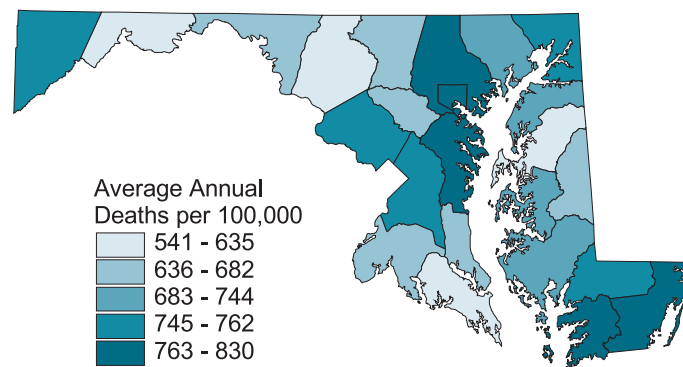 Average Annual
Deaths per 100,000
541 - 635
636 - 682
683 - 744
745 - 762
763 - 830